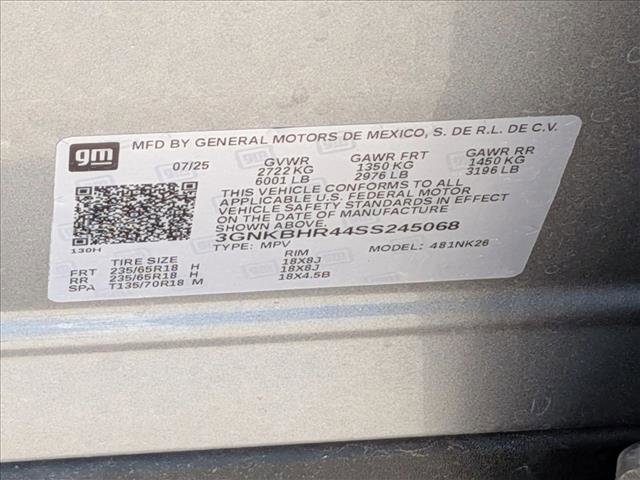 gm
MFD BY GENERAL MOTORS DE MEXICO, S. DE R.L. DE C.V.
07/25 GVWR GAWR FRT GAWR RR
2722 KG 1350 KG 1450 KG
6001 LB 2976 LB 3196 LB
THIS VEHICLE CONFORMS TO ALL
APPLICABLE U.S. FEDERAL MOTOR
VEHICLE SAFETY STANDARDS IN EFFECT
ON THE DATE OF MANUFACTURE
SHOWN ABOVE
3GNKBHR44SS245068
130H
TYPE: MPV MODEL: 481NK26
TIRE SIZE RIM
FRT 235/65R18 H 18X8J
RR 235/65R18 H 18X8J
SPA T135/70R18 M 18X4.5B